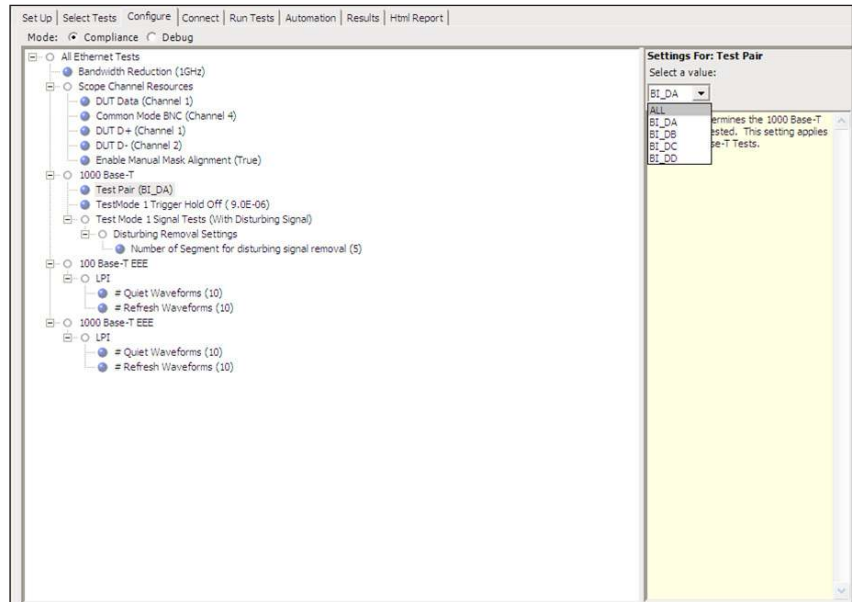 Set Up | Select Tests | Configure | Connect | Run Tests | Automation | Results | Html Report
Mode: Compliance Debug
All Ethernet Tests
Bandwidth Reduction (1GHz)
Scope Channel Resources
DUT Data (Channel 1)
Common Mode BNC (Channel 4)
DUT D+ (Channel 1)
DUT D- (Channel 2)
Enable Manual Mask Alignment (True)
1000 Base-T
Test Pair (BI_DA)
TestMode 1 Trigger Hold Off ( 9.0E-06)
Test Mode 1 Signal Tests (With Disturbing Signal)
Disturbing Removal Settings
Number of Segment for disturbing signal removal (5)
100 Base-T EEE
LPI
# Quiet Waveforms (10)
# Refresh Waveforms (10)
1000 Base-T EEE
LPI
# Quiet Waveforms (10)
# Refresh Waveforms (10)
Settings For: Test Pair
Select a value:
BI_DA
ALL
BI_DA
BI_DB
BI_DC
BI_DD
ermines the 1000 Base-T
ested. This setting applies
se-T Tests.